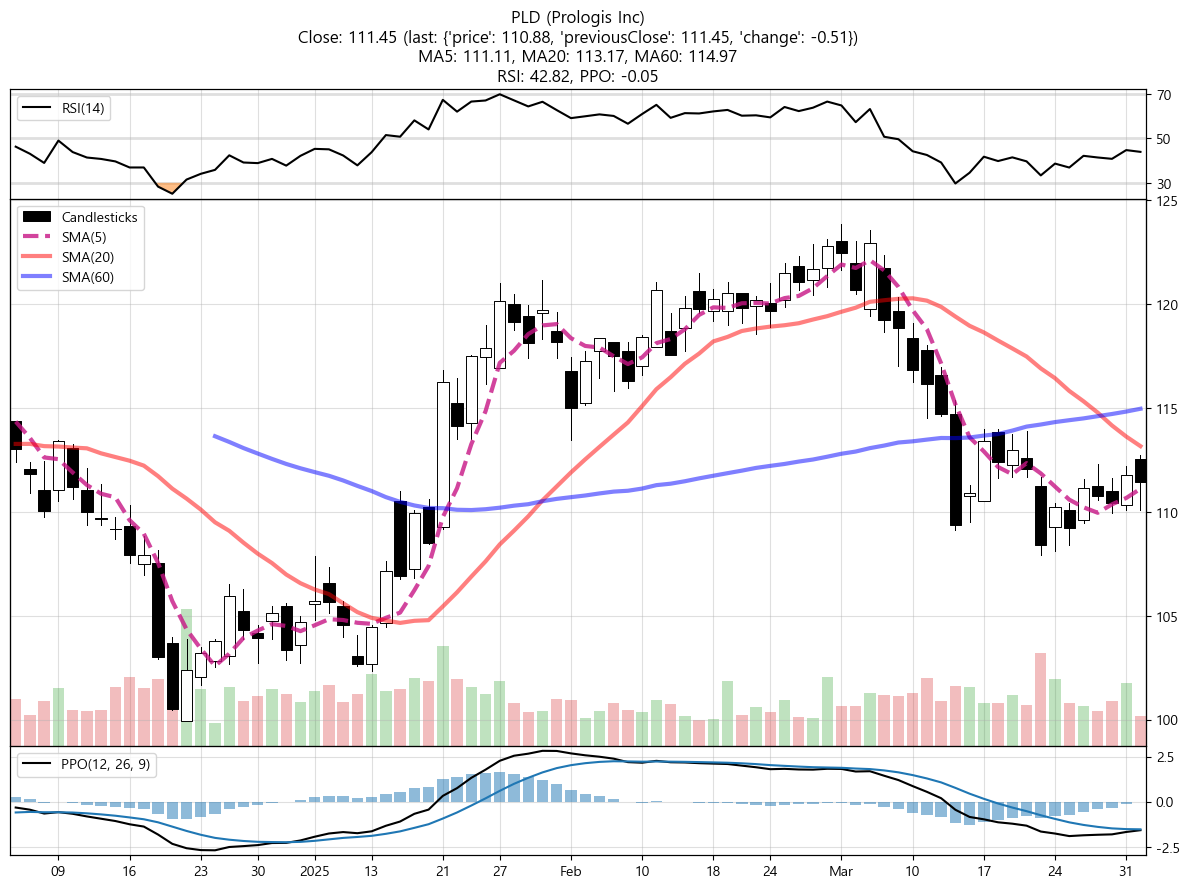 PLD (Prologis Inc)
Close: 111.45 (last: {'price': 110.88, 'previousClose': 111.45, 'change': -0.51})
MA5: 111.11, MA20: 113.17, MA60: 114.97
RSI: 42.82, PPO: -0.05
RSI(14)
70
50
30
Candlesticks
SMA(5)
SMA(20)
SMA(60)
125
120
115
110
105
100
PPO(12, 26, 9)
2.5
0.0
−2.5
09 16 23 30 2025 13 21 27 Feb 10 18 24 Mar 10 17 24 31